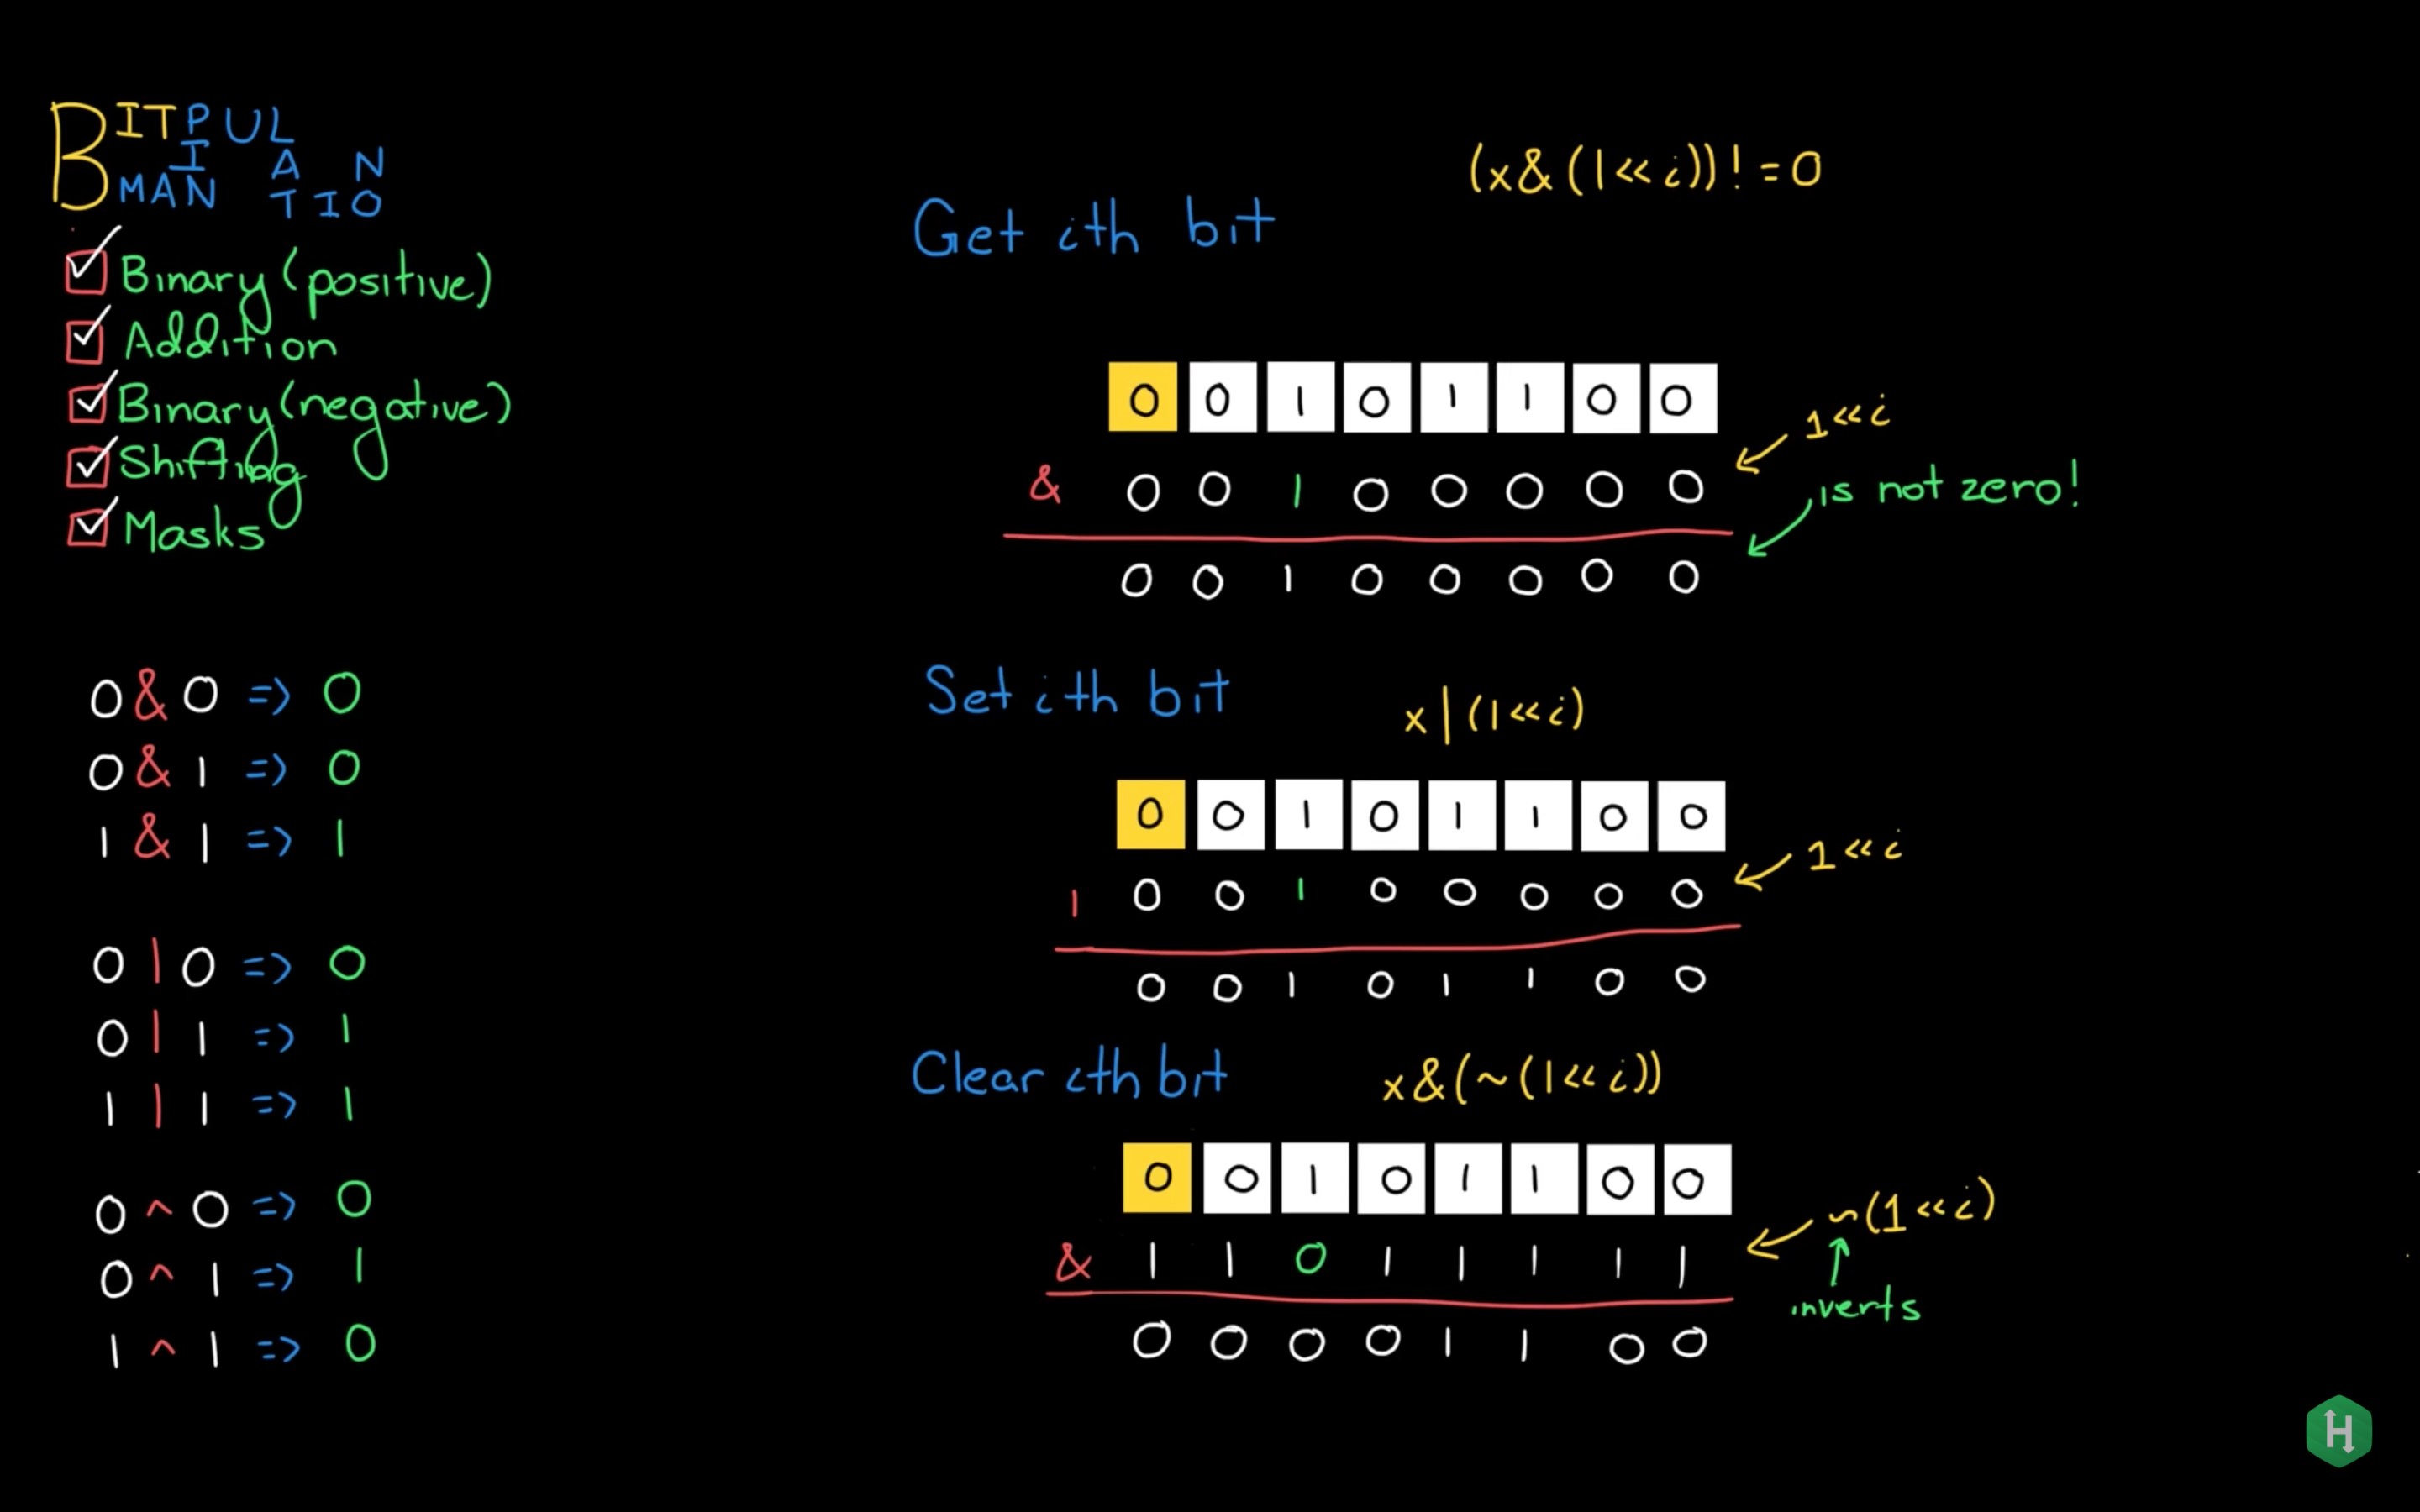 BIT MANIPULATION
Binary (positive)
Addition
Binary (negative)
Shifting
Masks
0 & 0 => 0
0 & 1 => 0
1 & 1 => 1
0 | 0 => 0
0 | 1 => 1
1 | 1 => 1
0 ^ 0 => 0
0 ^ 1 => 1
1 ^ 1 => 0
Get ith bit
(x&(1<<i))!=0
0 0 1 0 1 1 0 0
1<<i
& 0 0 1 0 0 0 0 0
is not zero!
0 0 1 0 0 0 0 0
Set ith bit
x|(1<<i)
0 0 1 0 1 1 0 0
1<<i
| 0 0 1 0 0 0 0 0
0 0 1 0 1 1 0 0
Clear ith bit
x&(~(1<<i))
0 0 1 0 1 1 0 0
~(1<<i)
& 1 1 0 1 1 1 1 1
inverts
0 0 0 0 1 1 0 0
H